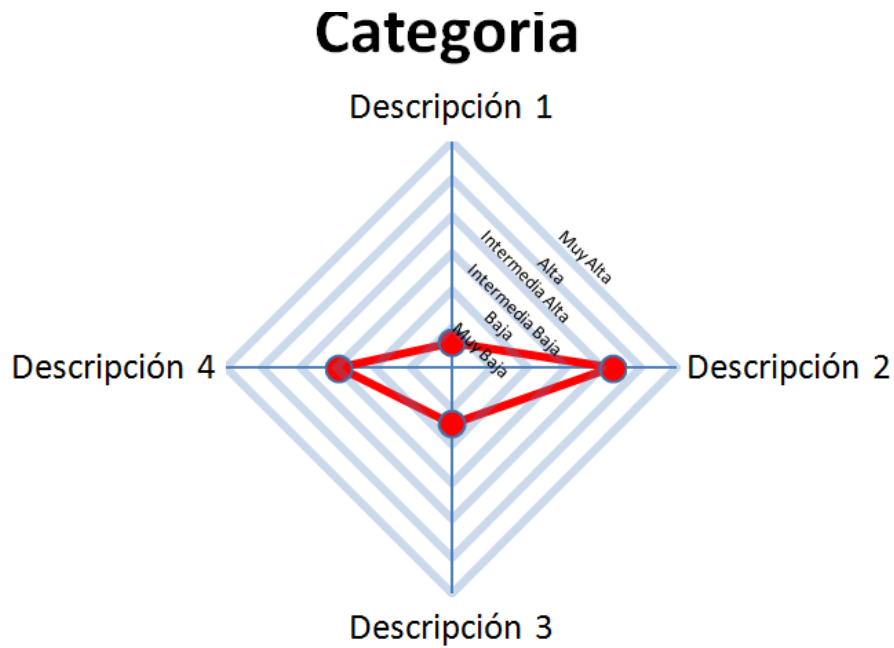 Categoria
Descripción 1
Muy Alta
Alta
Intermedia Alta
Intermedia Baja
Baja
Muy Baja
Descripción 4
Descripción 2
Descripción 3